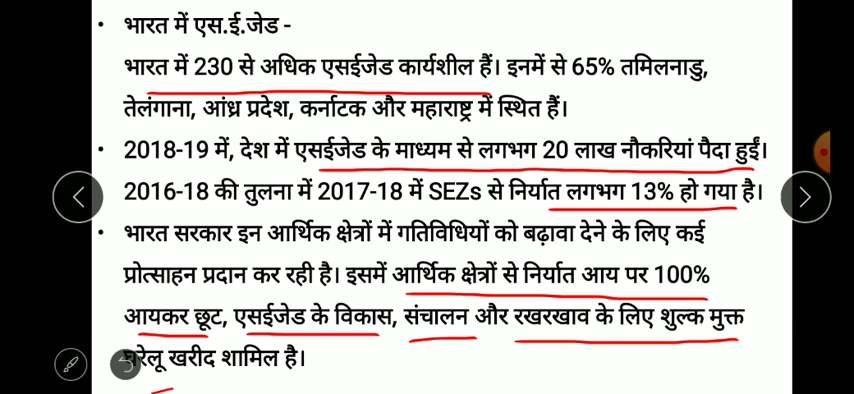 • भारत में एस.ई.जेड -
भारत में 230 से अधिक एसईजेड कार्यशील हैं। इनमें से 65% तमिलनाडु,
तेलंगाना, आंध्र प्रदेश, कर्नाटक और महाराष्ट्र में स्थित हैं।
• 2018-19 में, देश में एसईजेड के माध्यम से लगभग 20 लाख नौकरियां पैदा हुईं।
2016-18 की तुलना में 2017-18 में SEZs से निर्यात लगभग 13% हो गया है।
• भारत सरकार इन आर्थिक क्षेत्रों में गतिविधियों को बढ़ावा देने के लिए कई
प्रोत्साहन प्रदान कर रही है। इसमें आर्थिक क्षेत्रों से निर्यात आय पर 100%
आयकर छूट, एसईजेड के विकास, संचालन और रखरखाव के लिए शुल्क मुक्त
घरेलू खरीद शामिल है।